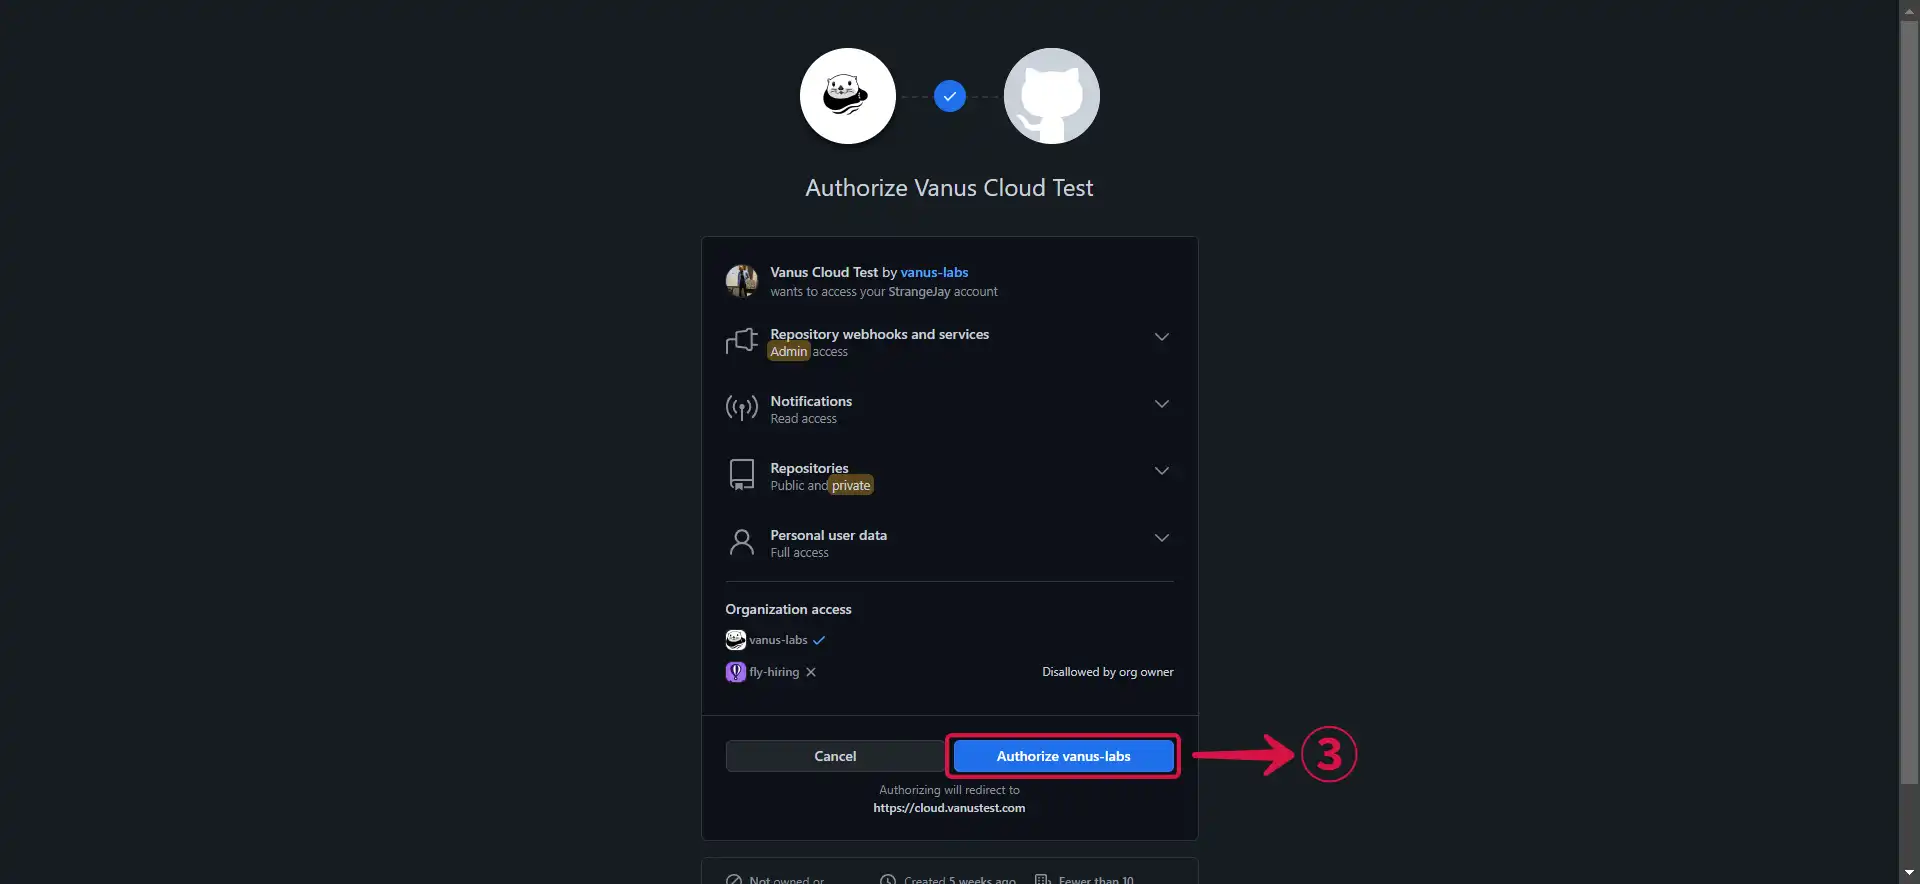 Authorize Vanus Cloud Test
Vanus Cloud Test by vanus-labs
wants to access your StrangeJay account
Repository webhooks and services
Admin access
Notifications
Read access
Repositories
Public and private
Personal user data
Full access
Organization access
vanus-labs
fly-hiring
Disallowed by org owner
Cancel
Authorize vanus-labs
3
Authorizing will redirect to
https://cloud.vanustest.com
Not owned or
Created 5 weeks ago
Fewer than 10